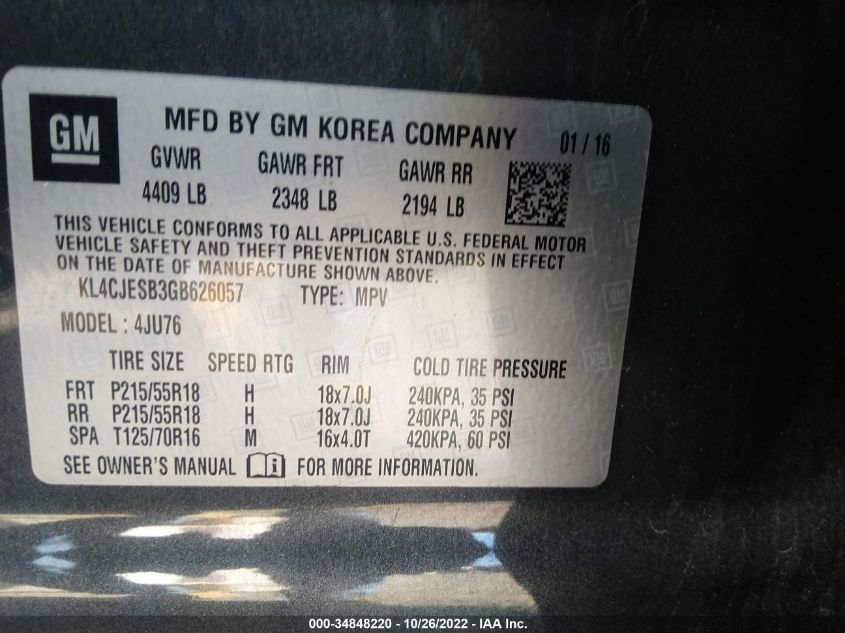 GM
MFD BY GM KOREA COMPANY 01/16
GVWR GAWR FRT GAWR RR
4409 LB 2348 LB 2194 LB
THIS VEHICLE CONFORMS TO ALL APPLICABLE U.S. FEDERAL MOTOR
VEHICLE SAFETY AND THEFT PREVENTION STANDARDS IN EFFECT
ON THE DATE OF MANUFACTURE SHOWN ABOVE.
KL4CJESB3GB626057 TYPE: MPV
MODEL : 4JU76
TIRE SIZE SPEED RTG RIM COLD TIRE PRESSURE
FRT P215/55R18 H 18x7.0J 240KPA, 35 PSI
RR P215/55R18 H 18x7.0J 240KPA, 35 PSI
SPA T125/70R16 M 16x4.0T 420KPA, 60 PSI
SEE OWNER'S MANUAL i FOR MORE INFORMATION.
000-34848220 - 10/26/2022 - IAA Inc.